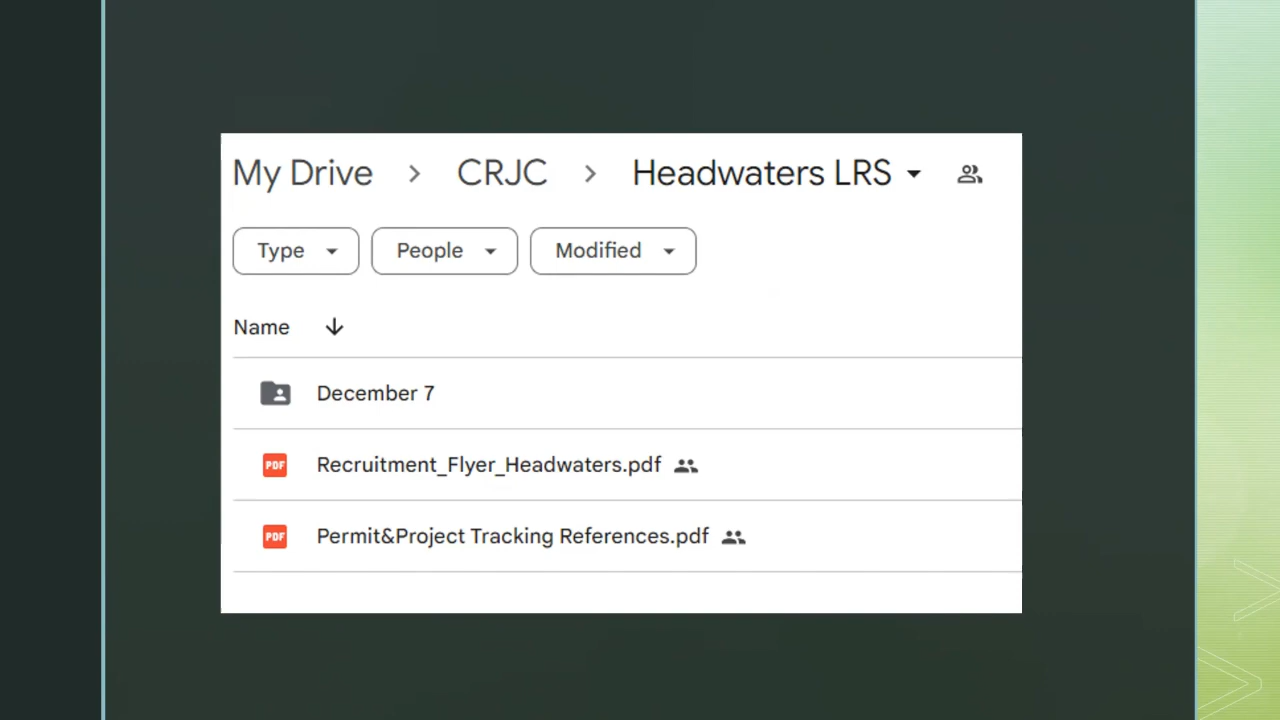 My Drive > CRJC > Headwaters LRS
Type People Modified
Name
December 7
PDF Recruitment_Flyer_Headwaters.pdf
PDF Permit&Project Tracking References.pdf